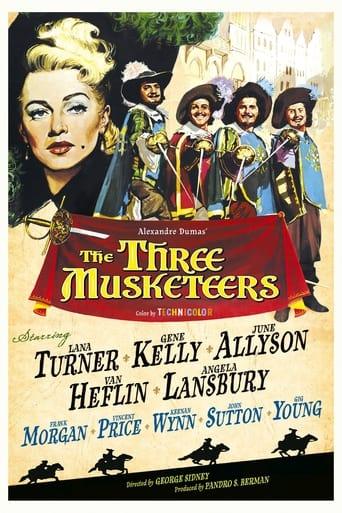 Alexandre Dumas'
The Three
Musketeers
Color by TECHNICOLOR
Starring
LANA TURNER • GENE KELLY • JUNE ALLYSON
VAN HEFLIN • ANGELA LANSBURY
FRANK MORGAN • VINCENT PRICE • KEENAN WYNN • JOHN SUTTON • GIG YOUNG
Directed by GEORGE SIDNEY
Produced by PANDRO S. BERMAN